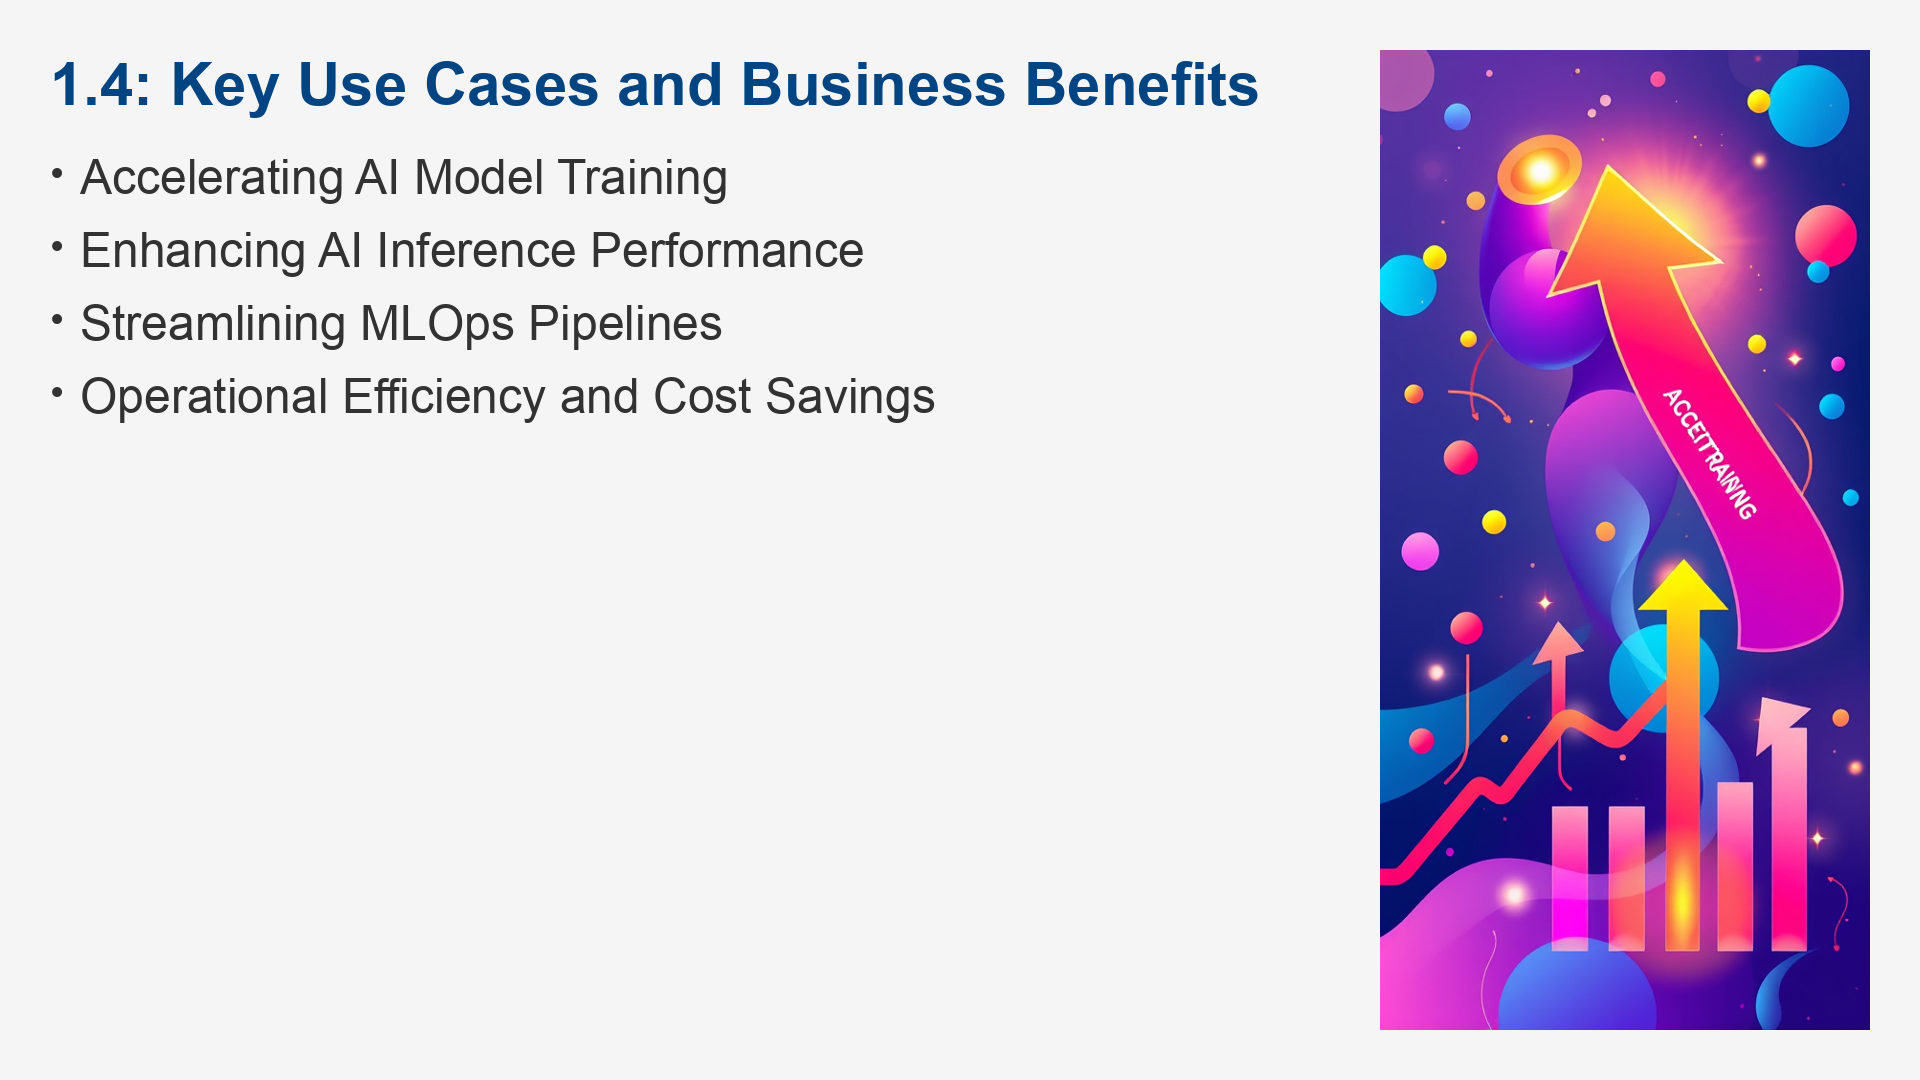 1.4: Key Use Cases and Business Benefits
• Accelerating AI Model Training
• Enhancing AI Inference Performance
• Streamlining MLOps Pipelines
• Operational Efficiency and Cost Savings